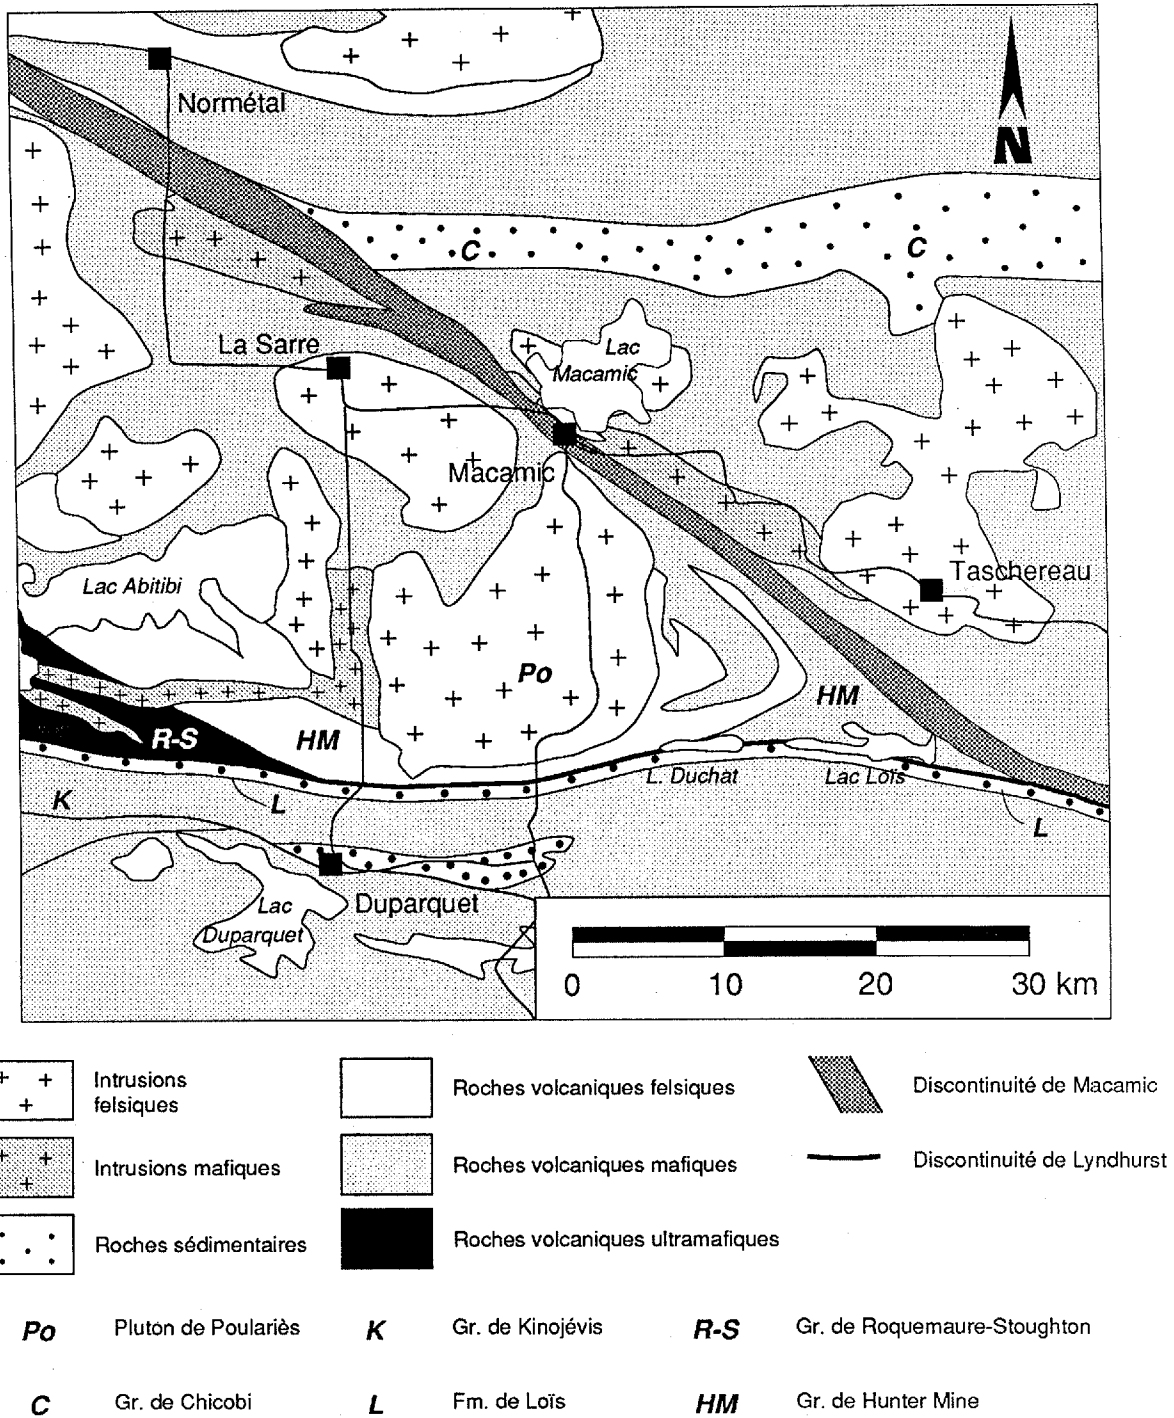 Normétal
N
C
C
La Sarre
Lac
Macamic
Macamic
Taschereau
Lac Abitibi
Po
HM
R-S
HM
L. Duchat
Lac Loïs
K
L
L
Duparquet
Lac
Duparquet
0 10 20 30 km
Intrusions
felsiques
Roches volcaniques felsiques
Discontinuité de Macamic
Intrusions mafiques
Roches volcaniques mafiques
Discontinuité de Lyndhurst
Roches sédimentaires
Roches volcaniques ultramafiques
Po Pluton de Poulariès
K Gr. de Kinojévis
R-S Gr. de Roquemaure-Stoughton
C Gr. de Chicobi
L Fm. de Loïs
HM Gr. de Hunter Mine